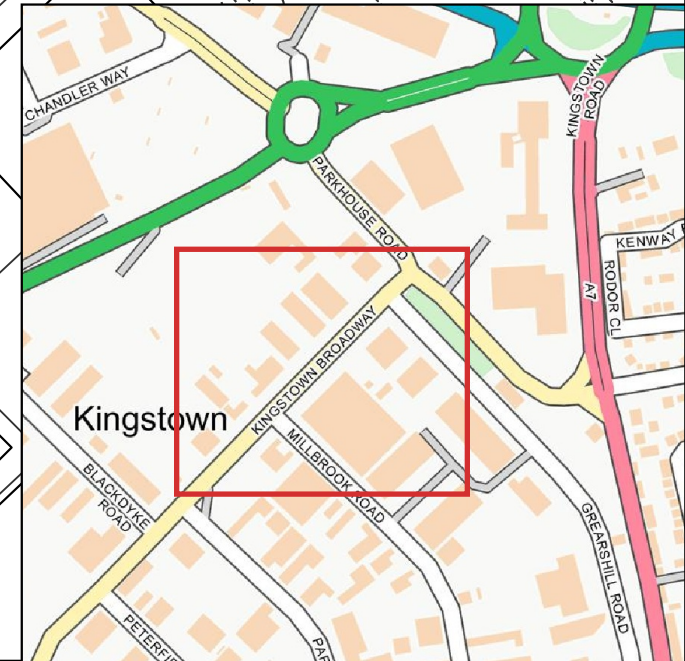 CHANDLER WAY
KINGSTOWN
ROAD
PARKHOUSE ROAD
KENWAY
RODOR CL
A7
KINGSTOWN BROADWAY
Kingstown
MILLBROOK ROAD
BLACKDYKE
ROAD
GREARSHILL ROAD